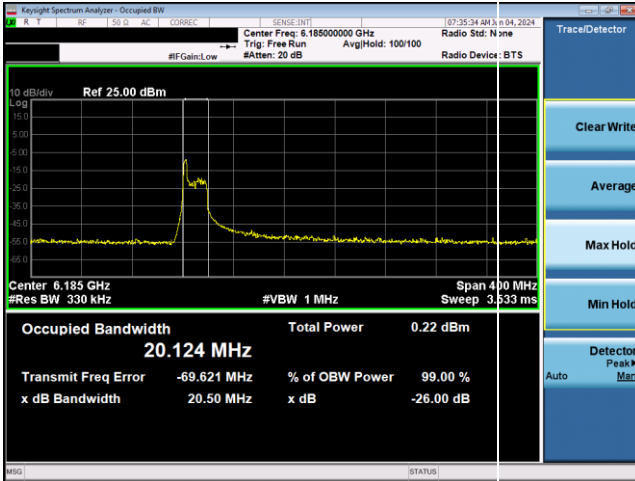 Keysight Spectrum Analyzer - Occupied BW
R T RF 50 Ω AC CORREC SENSE:INT 07:35:34 AM Jan 04, 2024
Center Freq: 6.185000000 GHz Radio Std: None
Trig: Free Run Avg|Hold: 100/100
#IFGain:Low #Atten: 20 dB Radio Device: BTS
10 dB/div Ref 25.00 dBm
Log
15.0
5.00
-5.00
-15.0
-25.0
-35.0
-45.0
-55.0
-65.0
Center 6.185 GHz Span 400 MHz
#Res BW 330 kHz #VBW 1 MHz Sweep 3.533 ms
Occupied Bandwidth Total Power 0.22 dBm
20.124 MHz
Transmit Freq Error -69.621 MHz % of OBW Power 99.00 %
x dB Bandwidth 20.50 MHz x dB -26.00 dB
MSG STATUS
Trace/Detector
Clear Write
Average
Max Hold
Min Hold
Detector
Peak
Auto Man